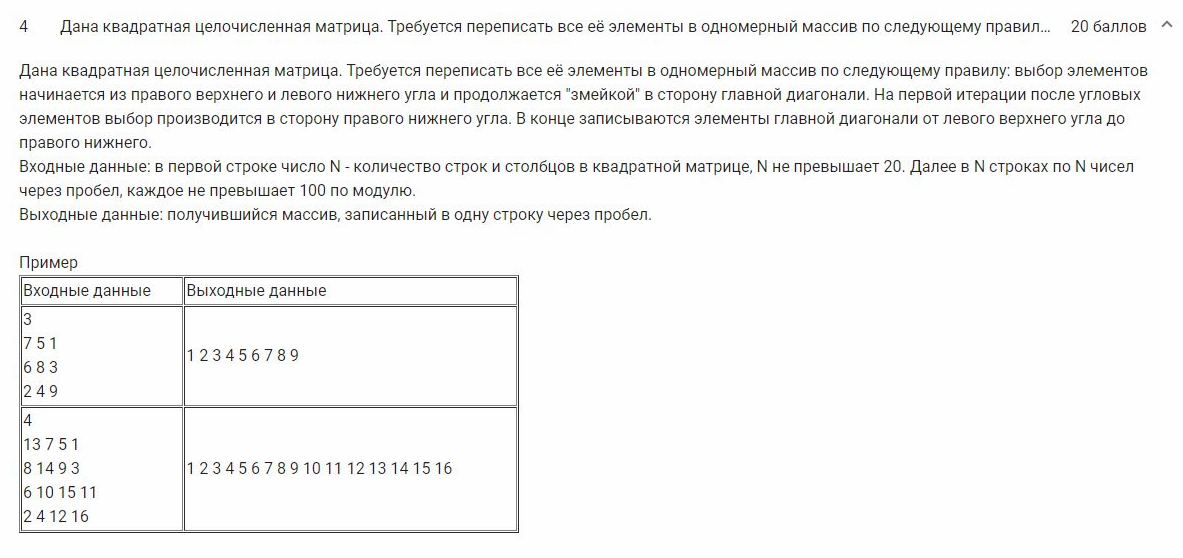 4 Дана квадратная целочисленная матрица. Требуется переписать все её элементы в одномерный массив по следующему правил... 20 баллов
Дана квадратная целочисленная матрица. Требуется переписать все её элементы в одномерный массив по следующему правилу: выбор элементов
начинается из правого верхнего и левого нижнего угла и продолжается "змейкой" в сторону главной диагонали. На первой итерации после угловых
элементов выбор производится в сторону правого нижнего угла. В конце записываются элементы главной диагонали от левого верхнего угла до
правого нижнего.
Входные данные: в первой строке число N - количество строк и столбцов в квадратной матрице, N не превышает 20. Далее в N строках по N чисел
через пробел, каждое не превышает 100 по модулю.
Выходные данные: получившийся массив, записанный в одну строку через пробел.
Пример
Входные данные Выходные данные
3
7 5 1
6 8 3
2 4 9
1 2 3 4 5 6 7 8 9
4
13 7 5 1
8 14 9 3
6 10 15 11
2 4 12 16
1 2 3 4 5 6 7 8 9 10 11 12 13 14 15 16